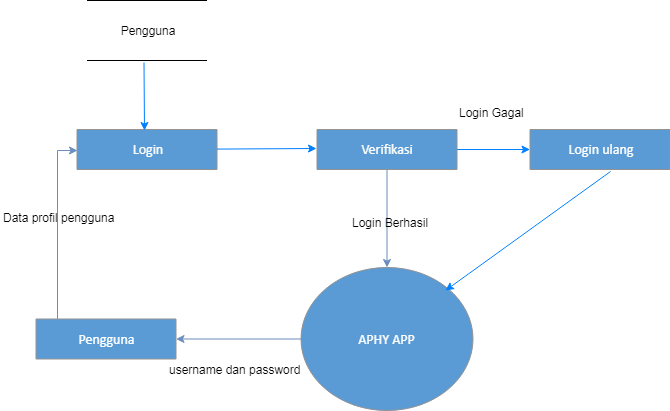 Pengguna
Login Gagal
Login
Verifikasi
Login ulang
Data profil pengguna
Login Berhasil
Pengguna
APHY APP
username dan password